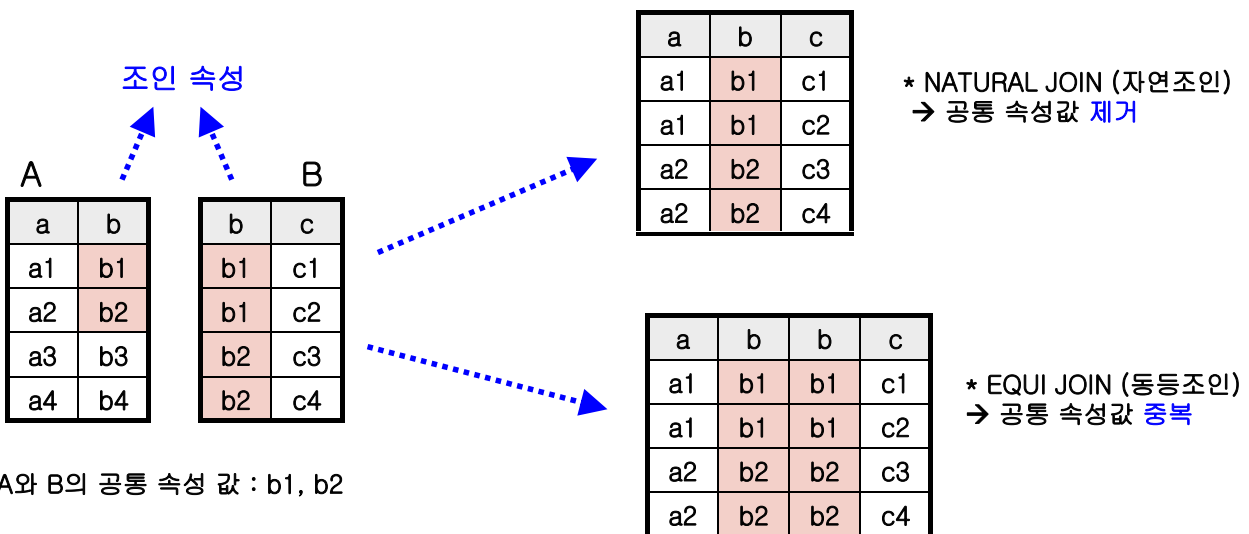 조인 속성
A
a b
a1 b1
a2 b2
a3 b3
a4 b4
B
b c
b1 c1
b1 c2
b2 c3
b2 c4
A와 B의 공통 속성 값 : b1, b2
a b c
a1 b1 c1
a1 b1 c2
a2 b2 c3
a2 b2 c4
* NATURAL JOIN (자연조인)
→ 공통 속성값 제거
a b b c
a1 b1 b1 c1
a1 b1 b1 c2
a2 b2 b2 c3
a2 b2 b2 c4
* EQUI JOIN (동등조인)
→ 공통 속성값 중복